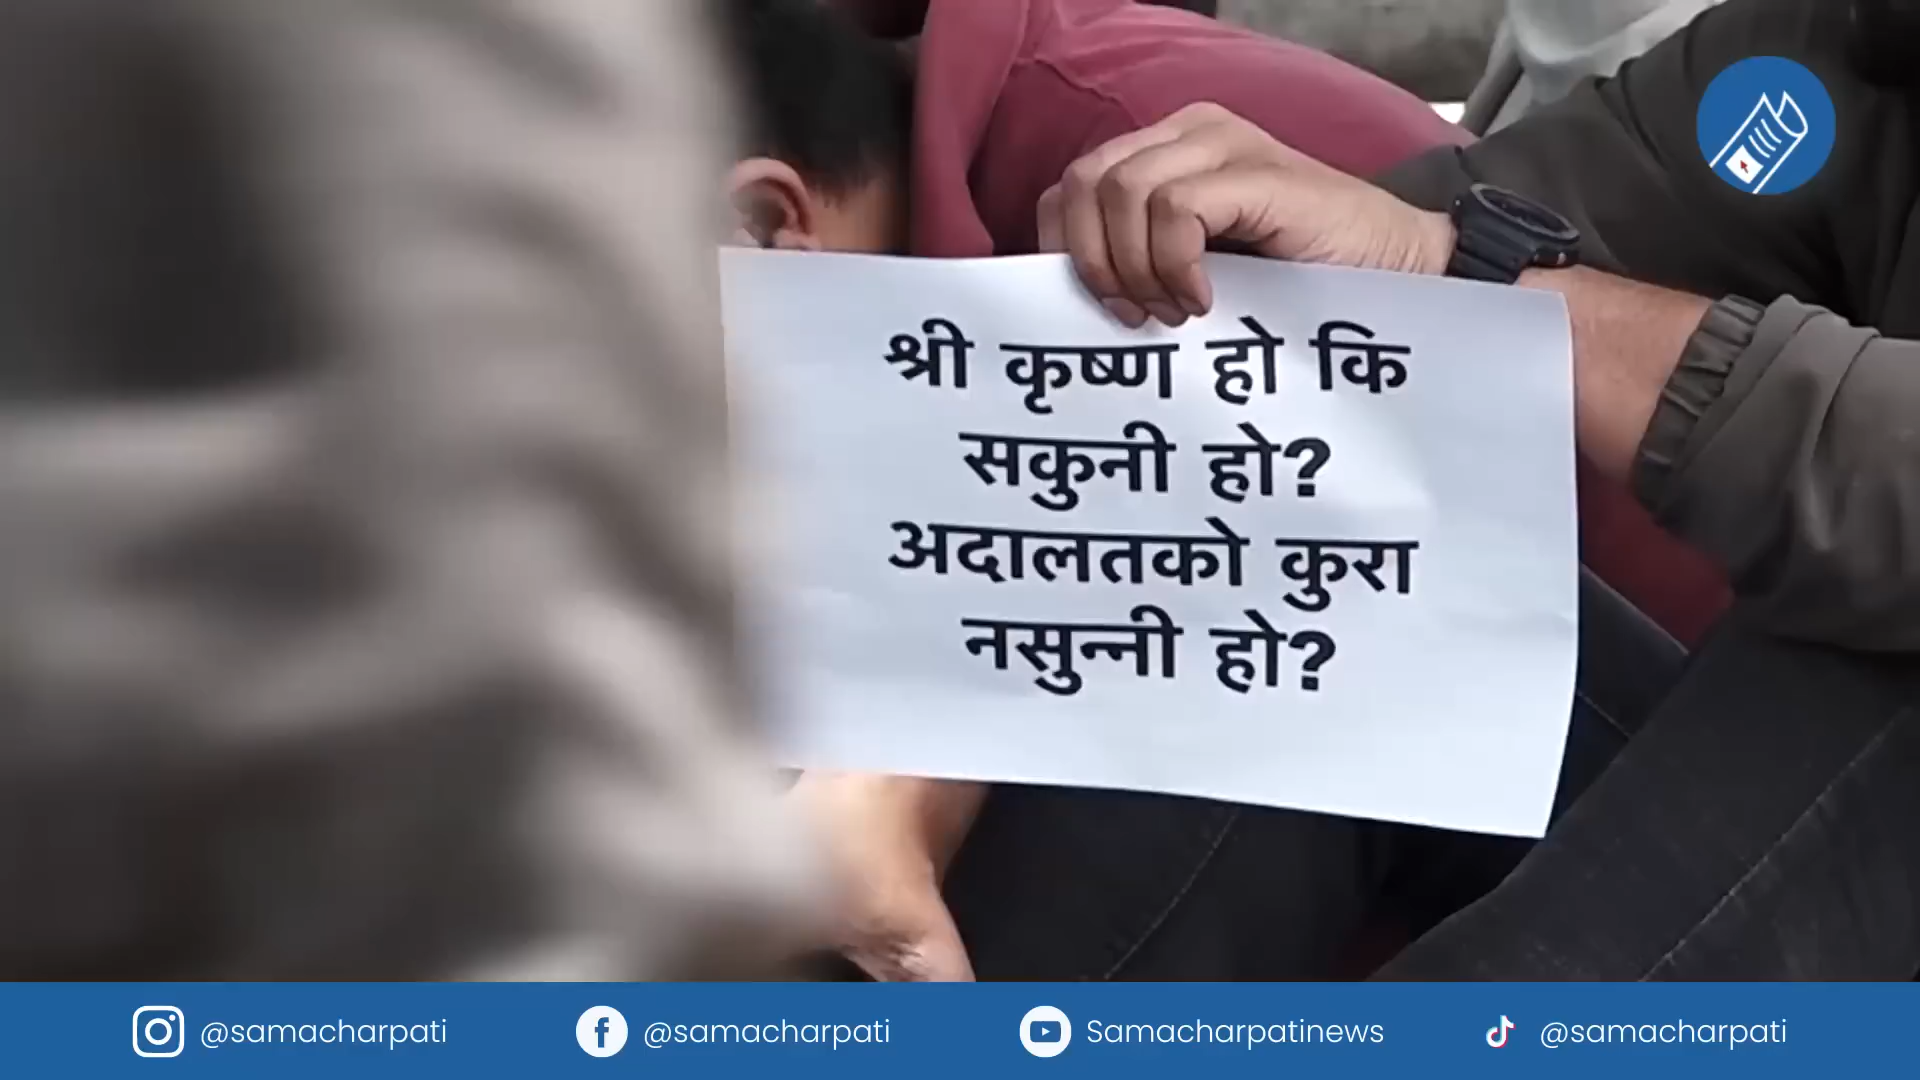 श्री कृष्ण हो कि
सकुनी हो?
अदालतको कुरा
नसुन्नी हो?
@samacharpati
@samacharpati
Samacharpatinews
@samacharpati